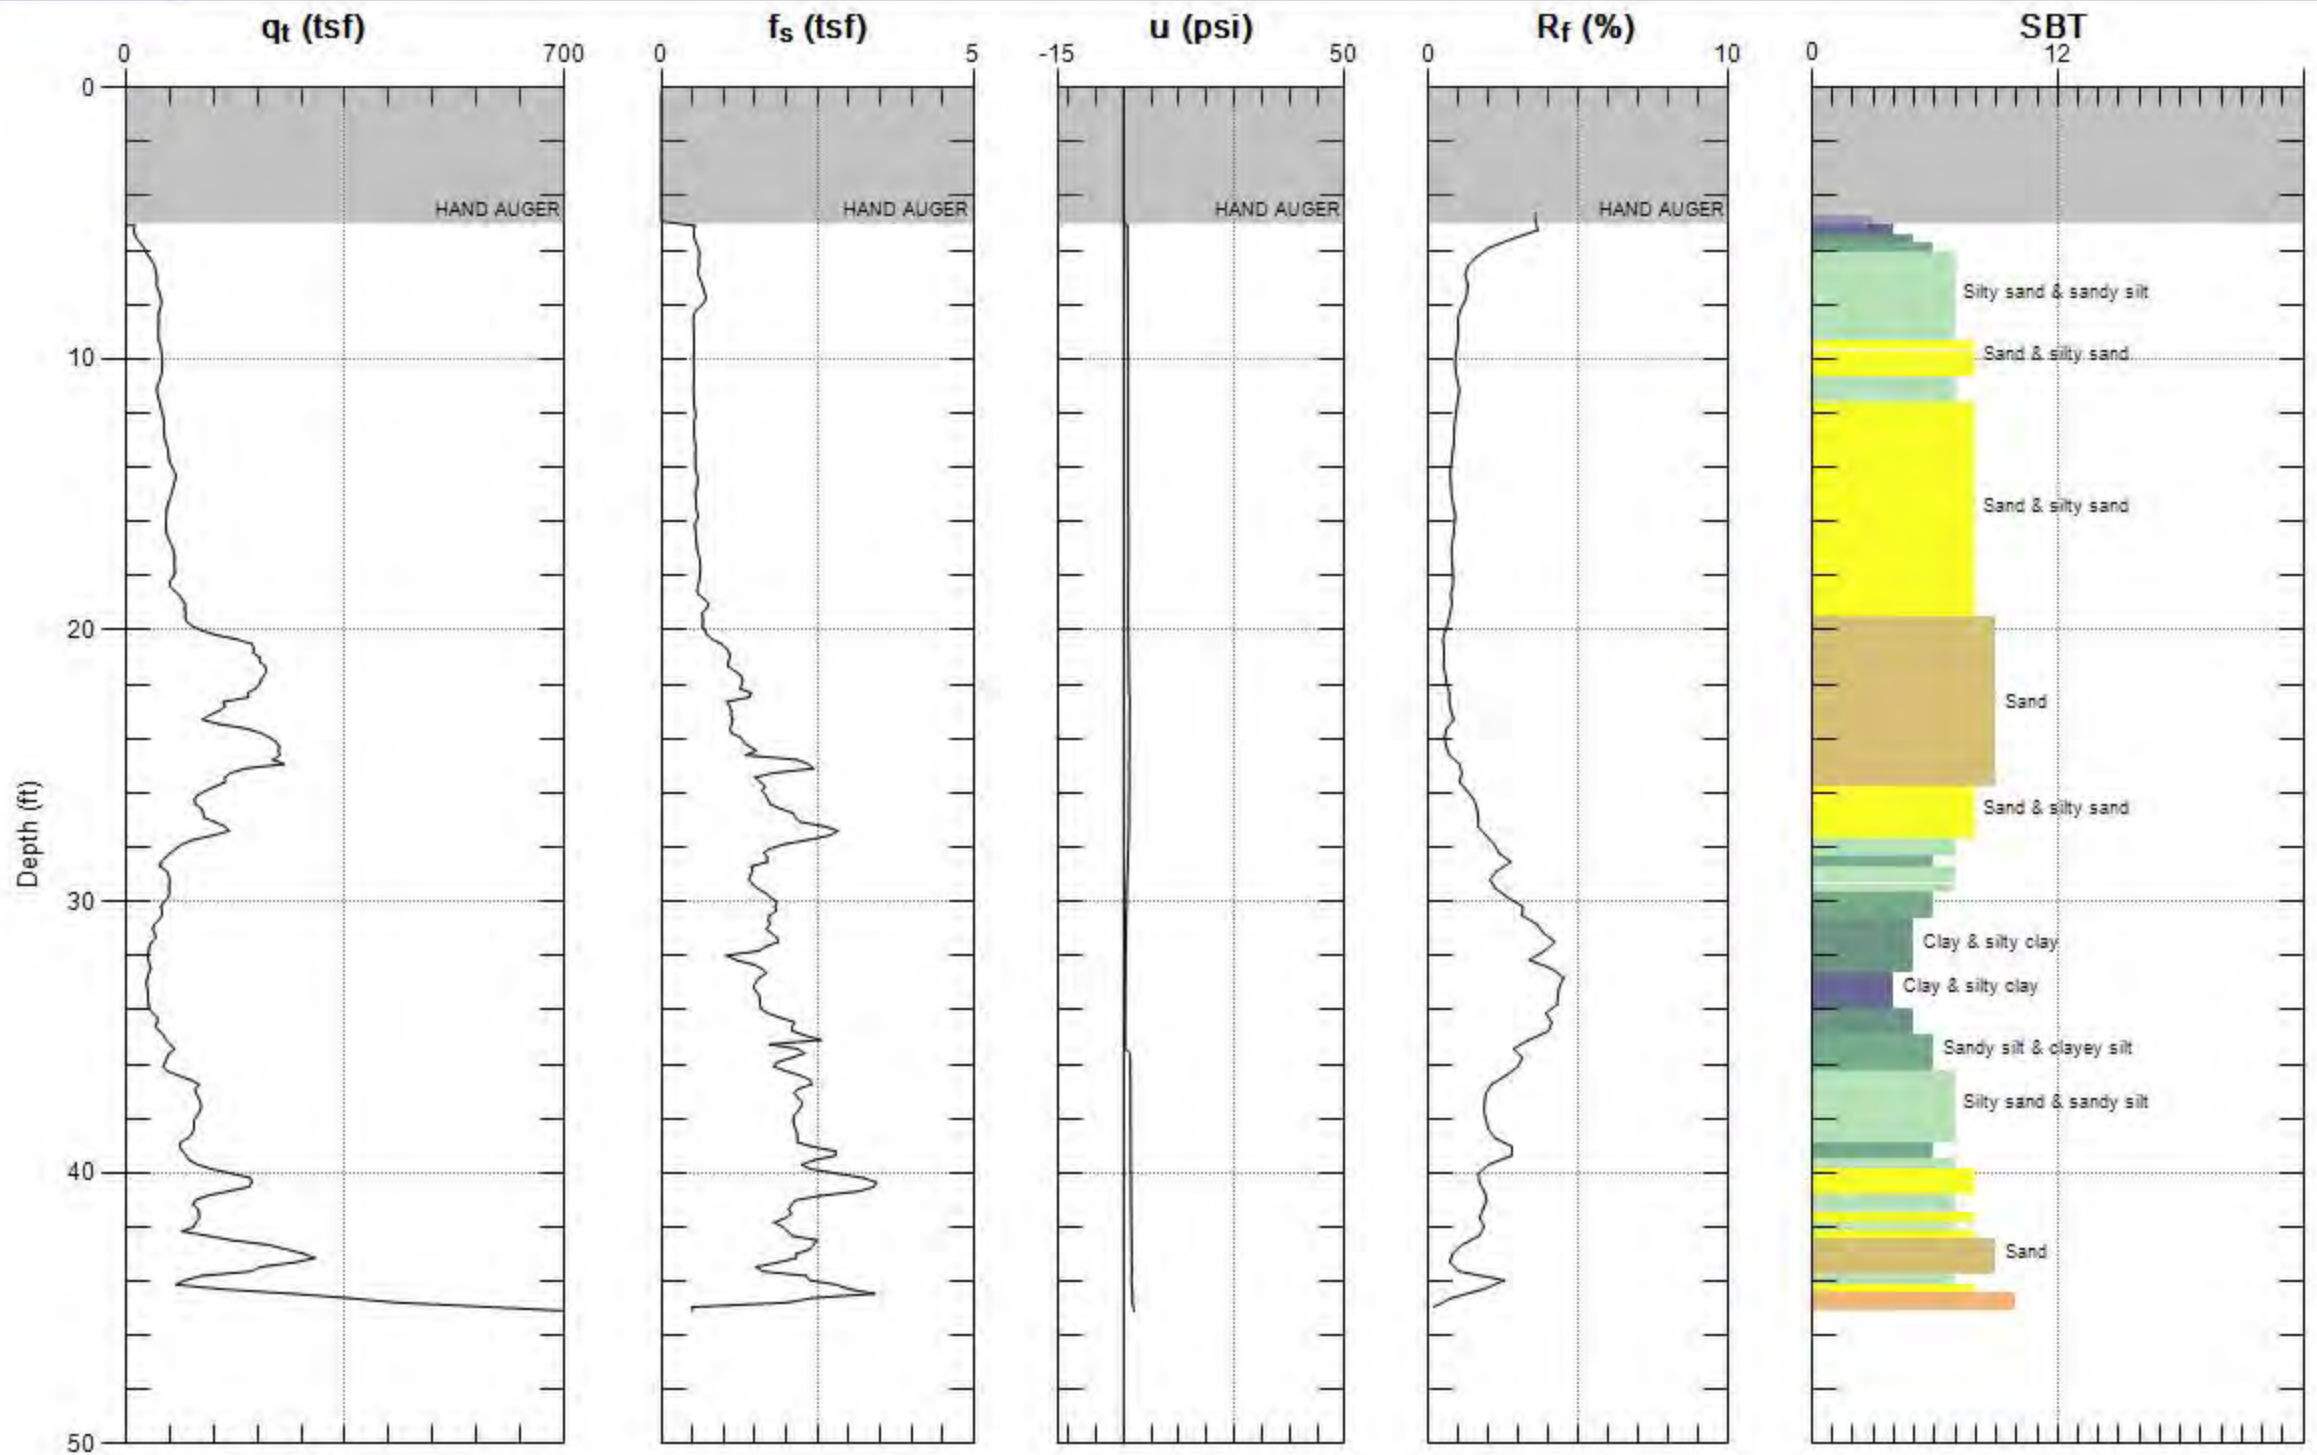 qt (tsf) fs (tsf) u (psi) Rf (%) SBT
0 700 0 5 -15 50 0 10 0 12
0
HAND AUGER HAND AUGER HAND AUGER HAND AUGER
Silty sand & sandy silt
10
Sand & silty sand
Sand & silty sand
20
Sand
Sand & silty sand
Depth (ft)
30
Clay & silty clay
Clay & silty clay
Sandy silt & clayey silt
Silty sand & sandy silt
40
Sand
50